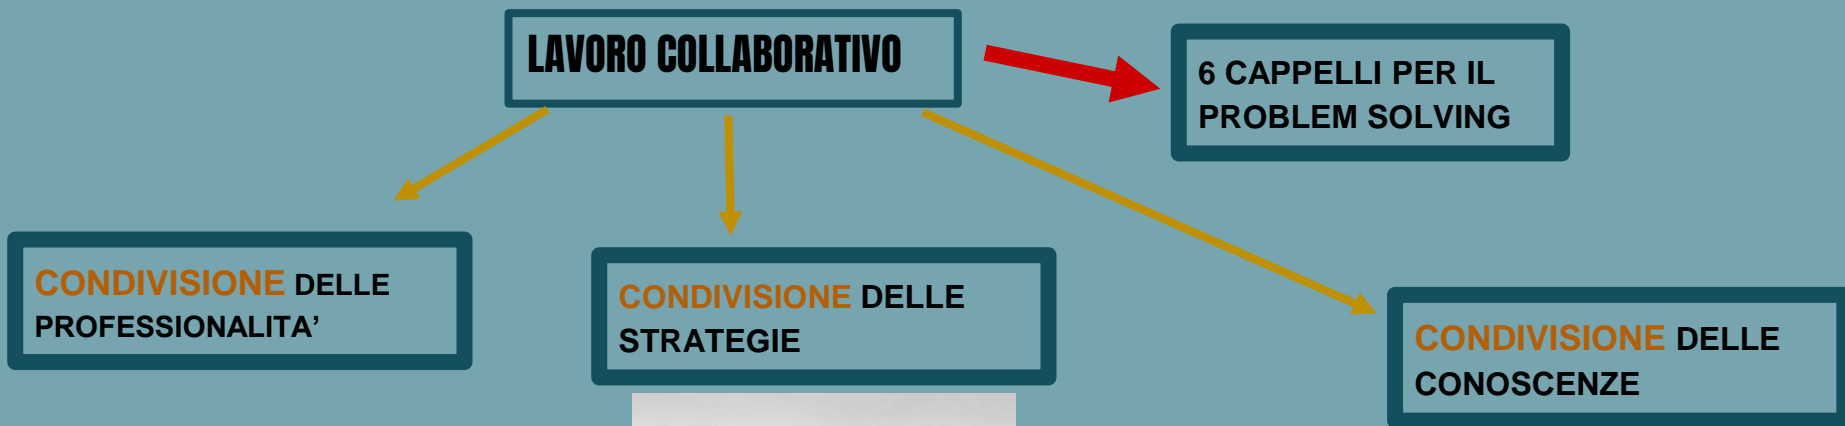 LAVORO COLLABORATIVO
6 CAPPELLI PER IL
PROBLEM SOLVING
CONDIVISIONE DELLE
PROFESSIONALITA’
CONDIVISIONE DELLE
STRATEGIE
CONDIVISIONE DELLE
CONOSCENZE